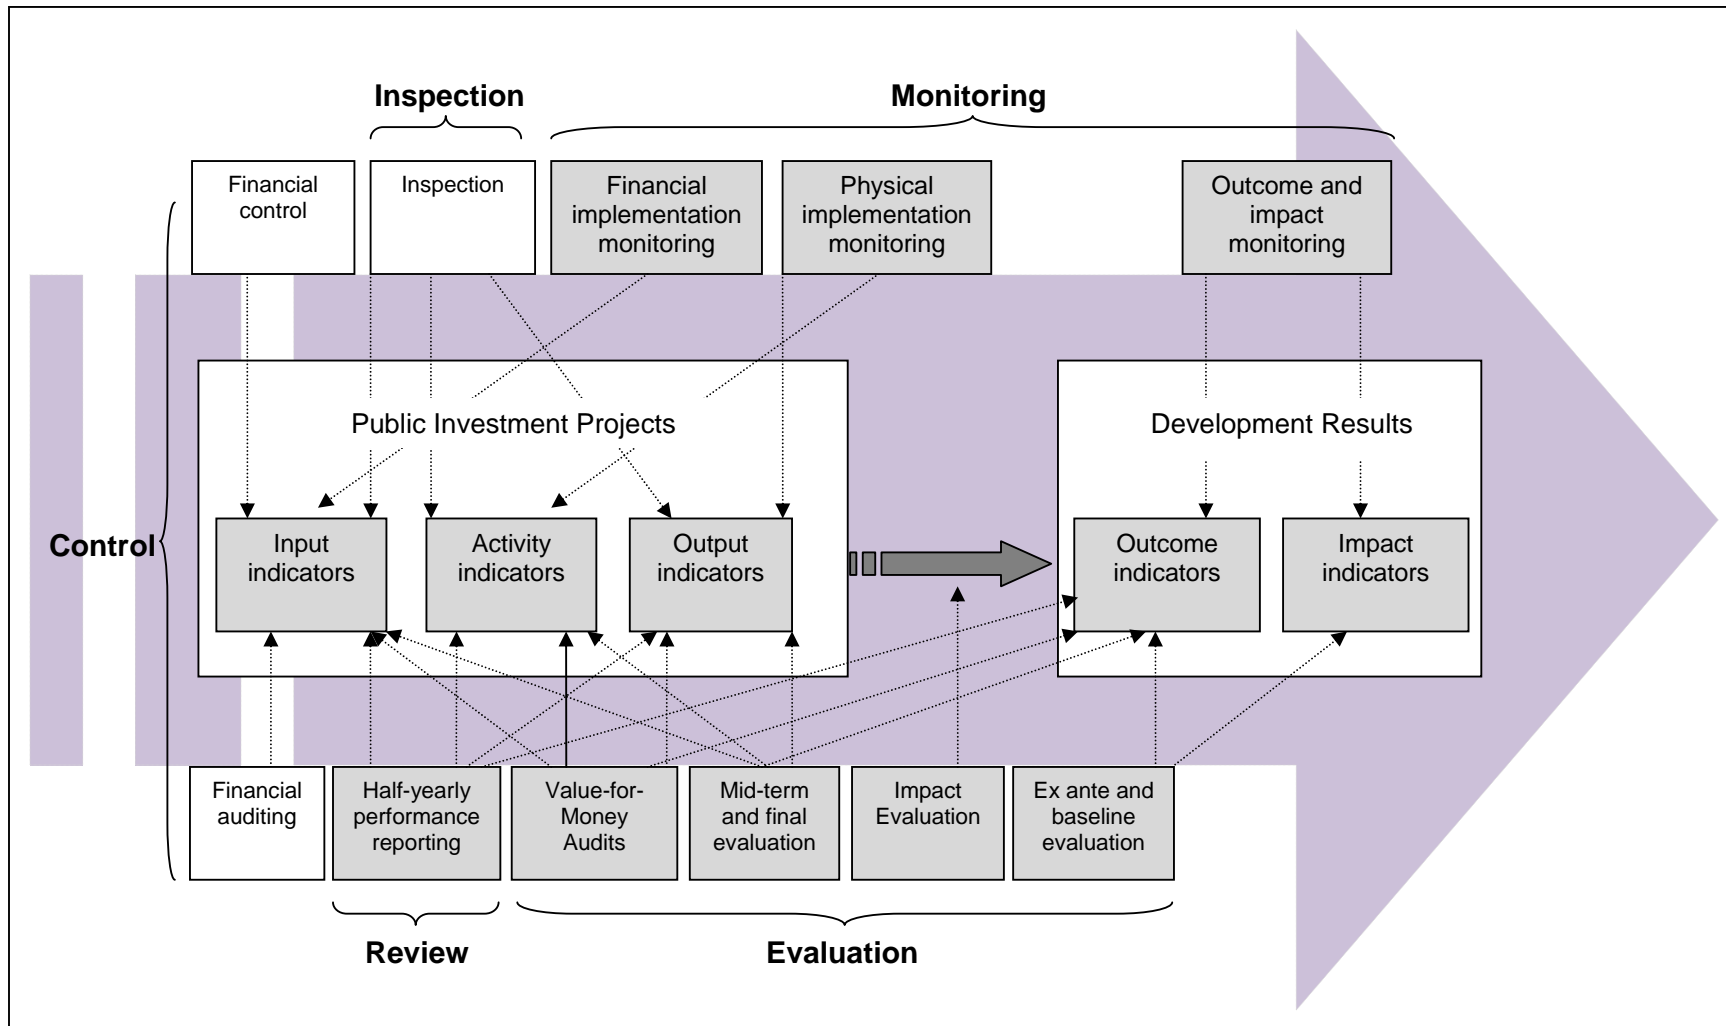 Inspection
Monitoring
Financial
control
Inspection
Financial
implementation
monitoring
Physical
implementation
monitoring
Outcome and
impact
monitoring
Public Investment Projects
Development Results
Control
Input
indicators
Activity
indicators
Output
indicators
Outcome
indicators
Impact
indicators
Financial
auditing
Half-yearly
performance
reporting
Value-for-
Money
Audits
Mid-term
and final
evaluation
Impact
Evaluation
Ex ante and
baseline
evaluation
Review
Evaluation